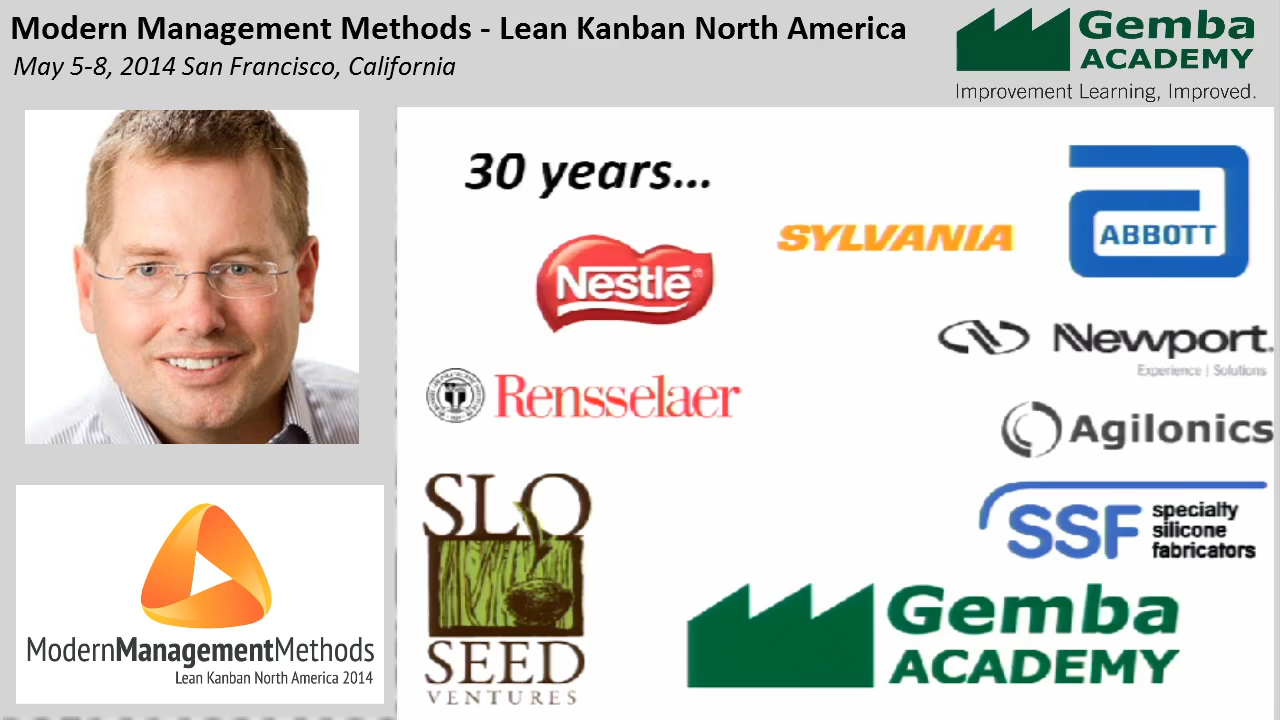 Modern Management Methods - Lean Kanban North America
May 5-8, 2014 San Francisco, California
Gemba
ACADEMY
Improvement Learning, Improved.
30 years...
SYLVANIA
ABBOTT
Nestlé®
Newport.
Experience | Solutions
Rensselaer
Agilonics
SLO
SEED
VENTURES
SSF specialty
silicone
fabricators
Gemba
ACADEMY
ModernManagementMethods
Lean Kanban North America 2014